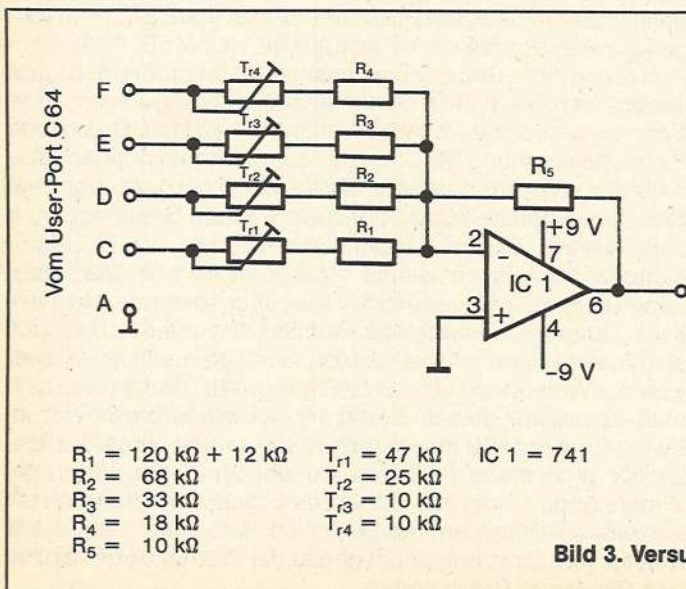 Vom User-Port C64
F
E
D
C
A
Tr4
Tr3
Tr2
Tr1
R4
R3
R2
R1
R5
+9 V
7
2
-
IC 1
6
3
+
4
–9 V
R1 = 120 kΩ + 12 kΩ
R2 = 68 kΩ
R3 = 33 kΩ
R4 = 18 kΩ
R5 = 10 kΩ
Tr1 = 47 kΩ
Tr2 = 25 kΩ
Tr3 = 10 kΩ
Tr4 = 10 kΩ
IC 1 = 741
Bild 3. Versu